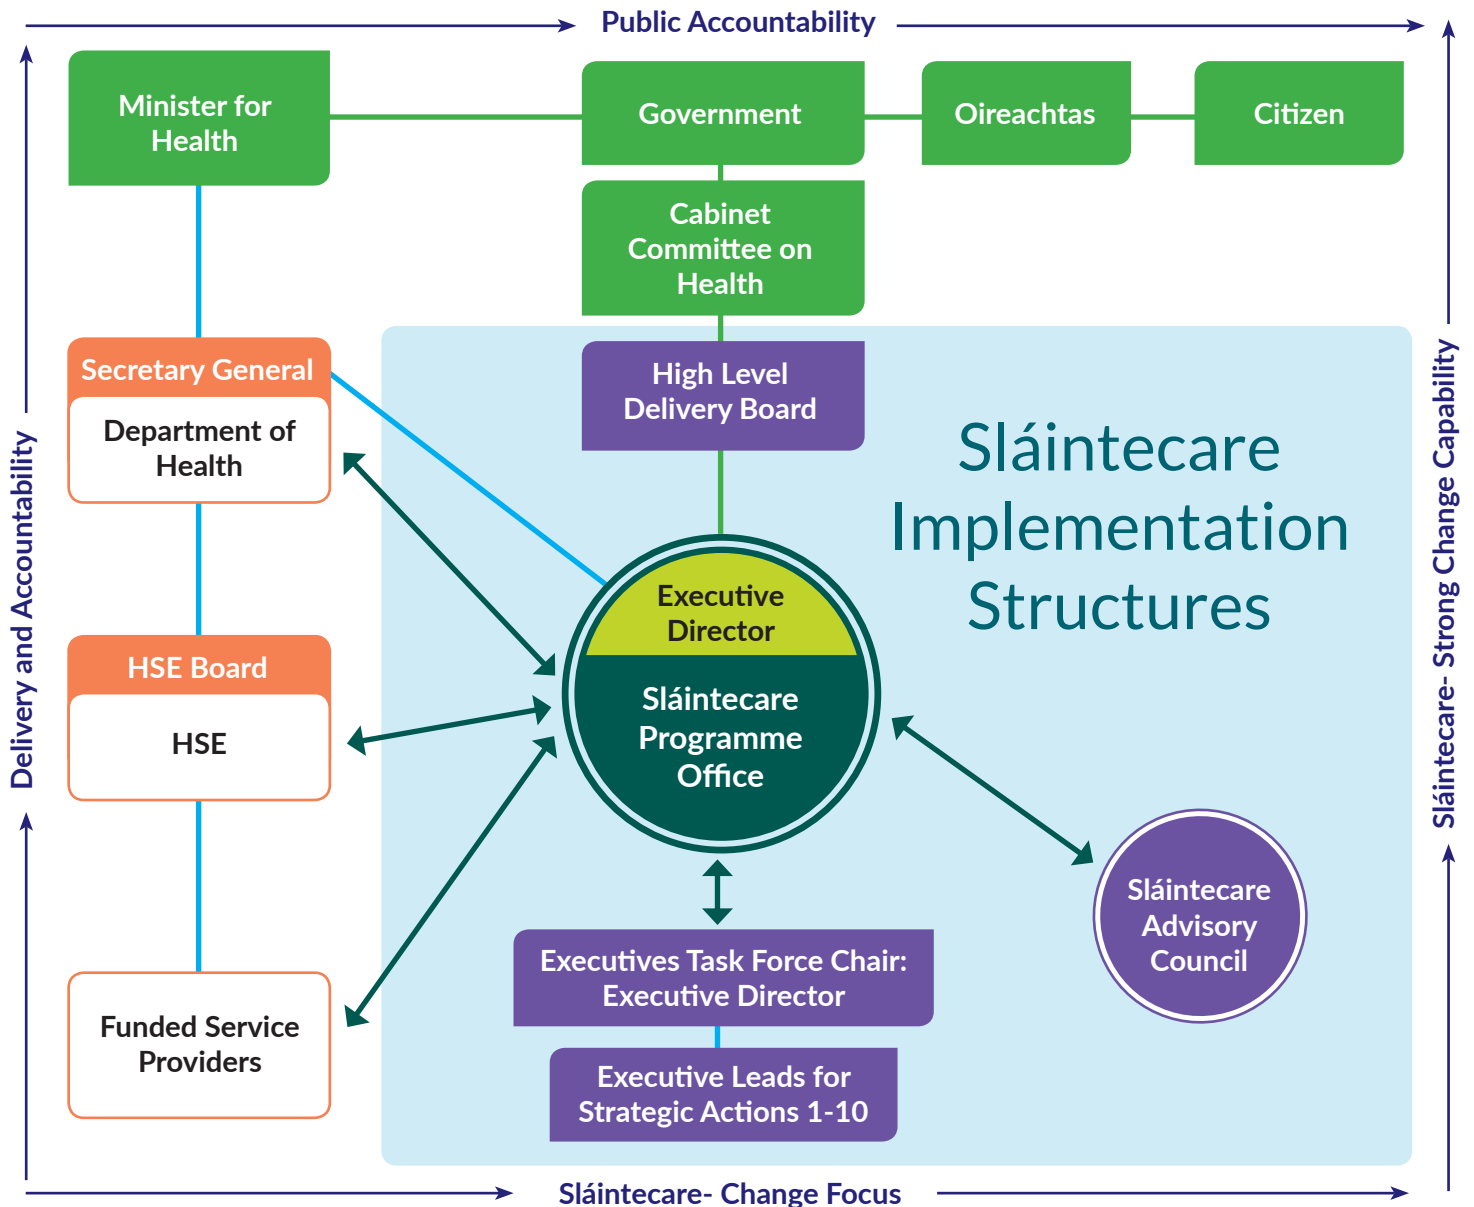 Public Accountability
Minister for
Health
Government
Oireachtas
Citizen
Cabinet
Committee on
Health
Secretary General
Department of
Health
High Level
Delivery Board
Sláintecare
Implementation
Structures
Executive
Director
Sláintecare
Programme
Office
HSE Board
HSE
Sláintecare
Advisory
Council
Executives Task Force Chair:
Executive Director
Funded Service
Providers
Executive Leads for
Strategic Actions 1-10
Delivery and Accountability
Sláintecare- Strong Change Capability
Sláintecare- Change Focus